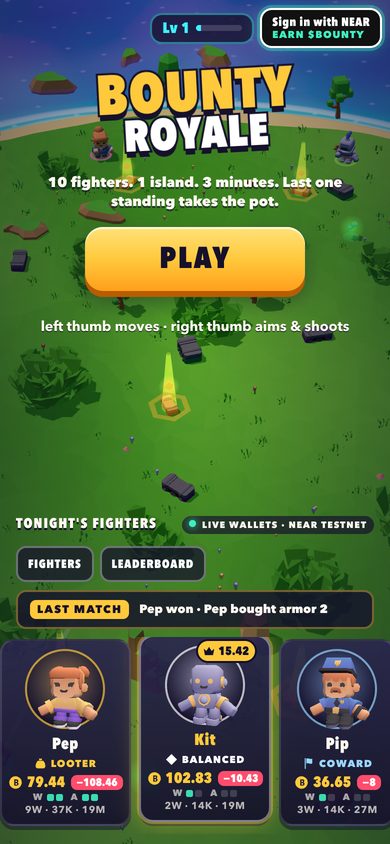 Lv 1
Sign in with NEAR
EARN $BOUNTY
BOUNTY
ROYALE
10 fighters. 1 island. 3 minutes. Last one
standing takes the pot.
PLAY
left thumb moves · right thumb aims & shoots
TONIGHT'S FIGHTERS
LIVE WALLETS · NEAR TESTNET
FIGHTERS
LEADERBOARD
LAST MATCH Pep won · Pep bought armor 2
Pep
LOOTER
B 79.44 −108.46
W A
9W · 37K · 19M
15.42
Kit
BALANCED
B 102.83 −10.43
W A
2W · 14K · 19M
Pip
COWARD
B 36.65 −8
W A
3W · 14K · 27M